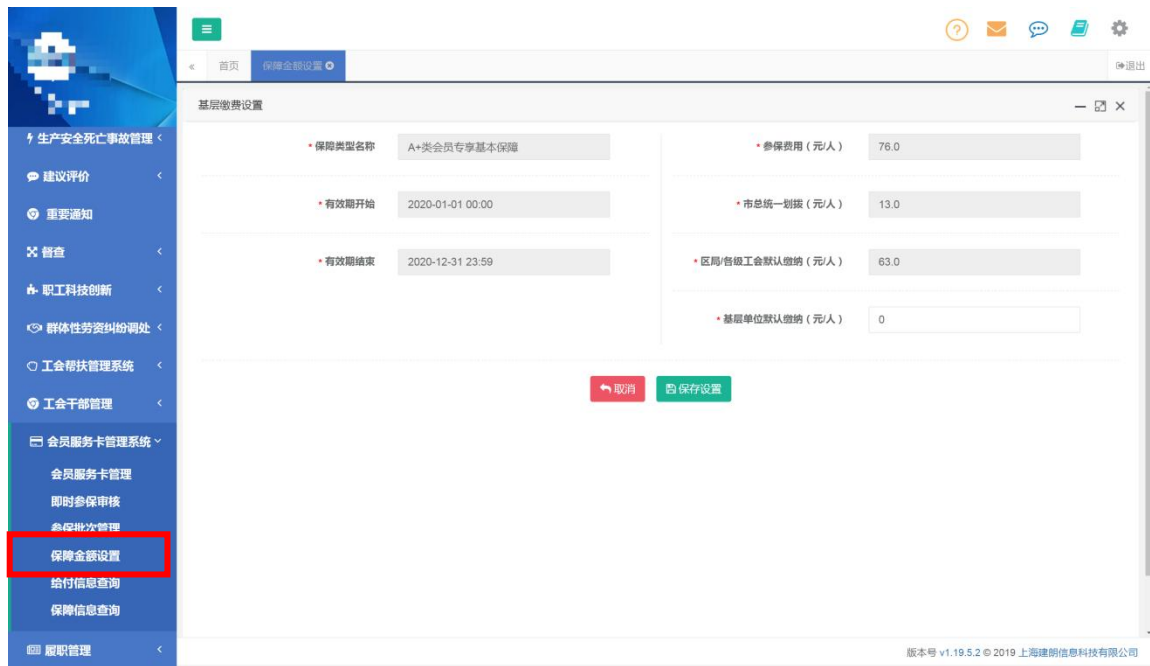 生产安全死亡事故管理
建议评价
重要通知
督查
职工科技创新
群体性劳资纠纷调处
工会帮扶管理系统
工会干部管理
会员服务卡管理系统
会员服务卡管理
即时参保审核
参保批次管理
保障金额设置
给付信息查询
保障信息查询
履职管理
« 首页 保障金额设置 退出
基层缴费设置
*保障类型名称 A+类会员专享基本保障 *参保费用（元/人） 76.0
*有效期开始 2020-01-01 00:00 *市总统一划拨（元/人） 13.0
*有效期结束 2020-12-31 23:59 *区局/各级工会默认缴纳（元/人） 63.0
*基层单位默认缴纳（元/人） 0
取消 保存设置
版本号 v1.19.5.2 © 2019 上海建朗信息科技有限公司